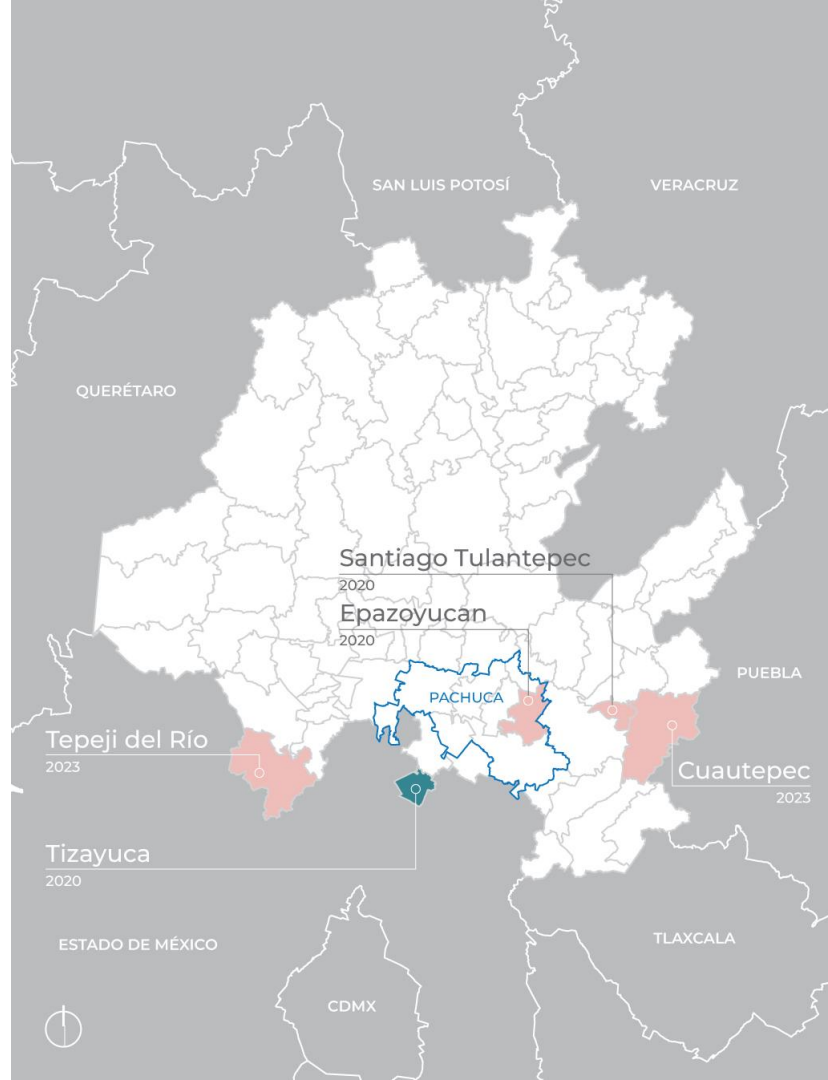 SAN LUIS POTOSÍ
VERACRUZ
QUERÉTARO
Santiago Tulantepec
2020
Epazoyucan
2020
PUEBLA
PACHUCA
Tepeji del Río
2023
Cuautepec
2023
Tizayuca
2020
ESTADO DE MÉXICO
TLAXCALA
CDMX